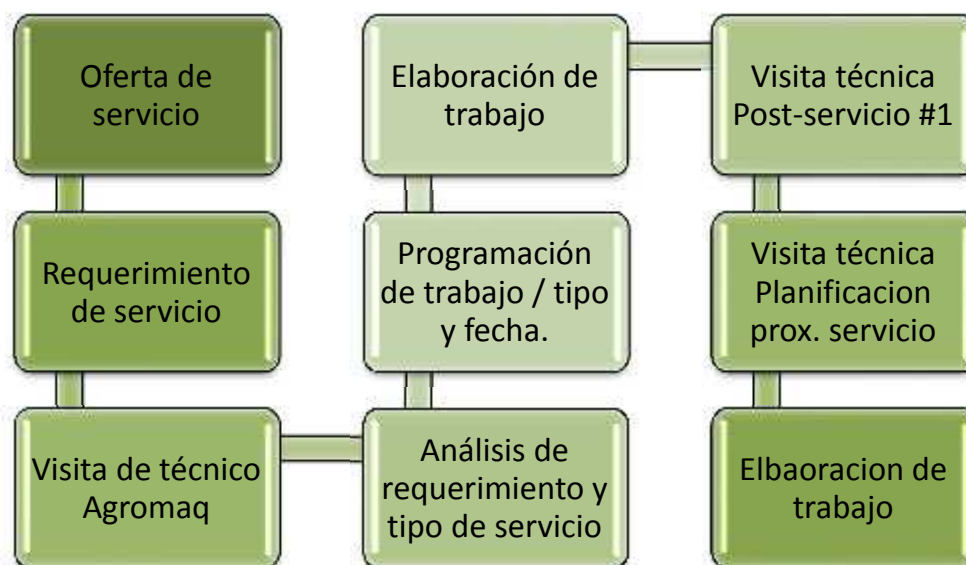 Oferta de
servicio
Requerimiento
de servicio
Visita de técnico
Agromaq
Análisis de
requerimiento y
tipo de servicio
Programación
de trabajo / tipo
y fecha.
Elaboración de
trabajo
Visita técnica
Post-servicio #1
Visita técnica
Planificacion
prox. servicio
Elbaoracion de
trabajo